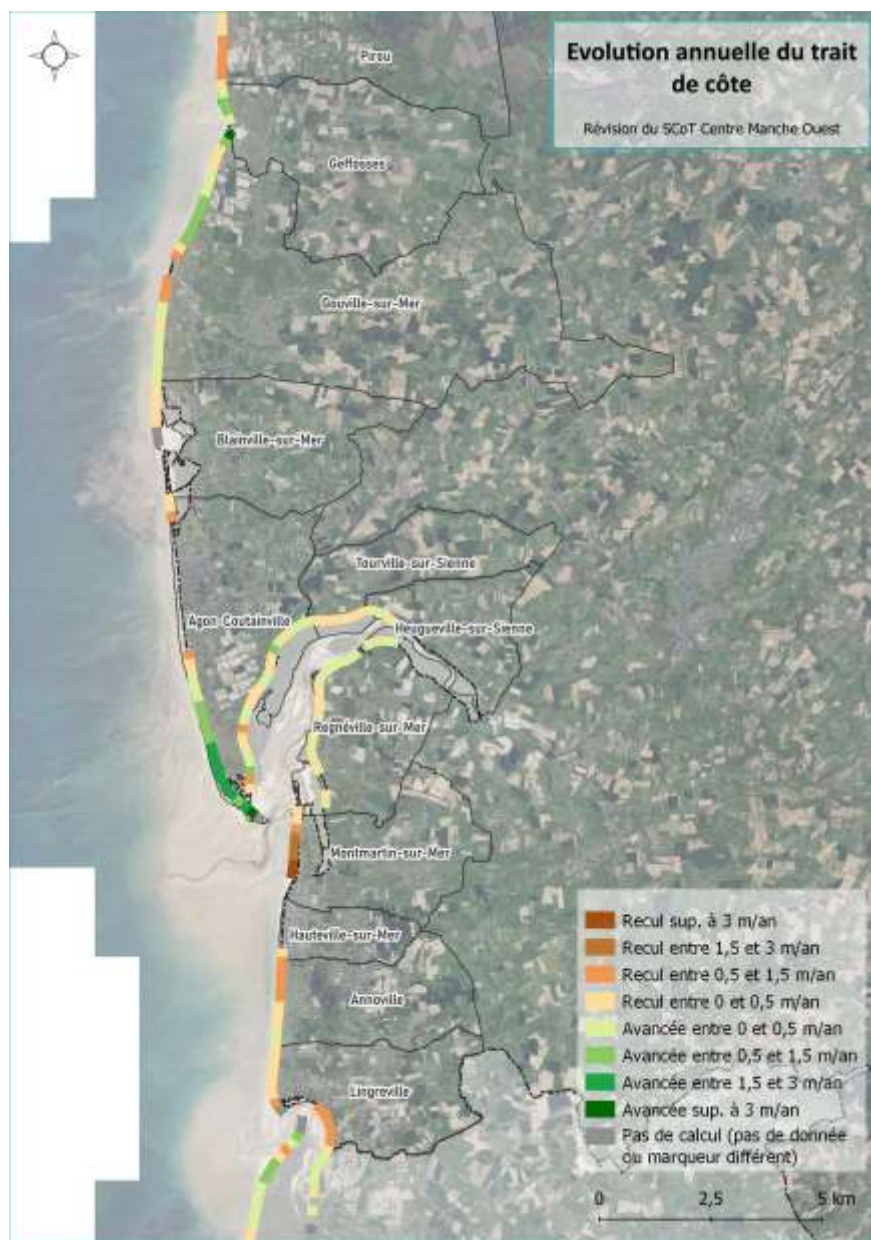 Evolution annuelle du trait
de côte
Révision du SCoT Centre Manche Ouest
Pirou
Geffosses
Gouville-sur-Mer
Blainville-sur-Mer
Tourville-sur-Sienne
Agon-Coutainville
Heugueville-sur-Sienne
Regnéville-sur-Mer
Montmartin-sur-Mer
Hauteville-sur-Mer
Annoville
Lingreville
Recul sup. à 3 m/an
Recul entre 1,5 et 3 m/an
Recul entre 0,5 et 1,5 m/an
Recul entre 0 et 0,5 m/an
Avancée entre 0 et 0,5 m/an
Avancée entre 0,5 et 1,5 m/an
Avancée entre 1,5 et 3 m/an
Avancée sup. à 3 m/an
Pas de calcul (pas de donnée
ou marqueur différent)
0 2,5 5 km